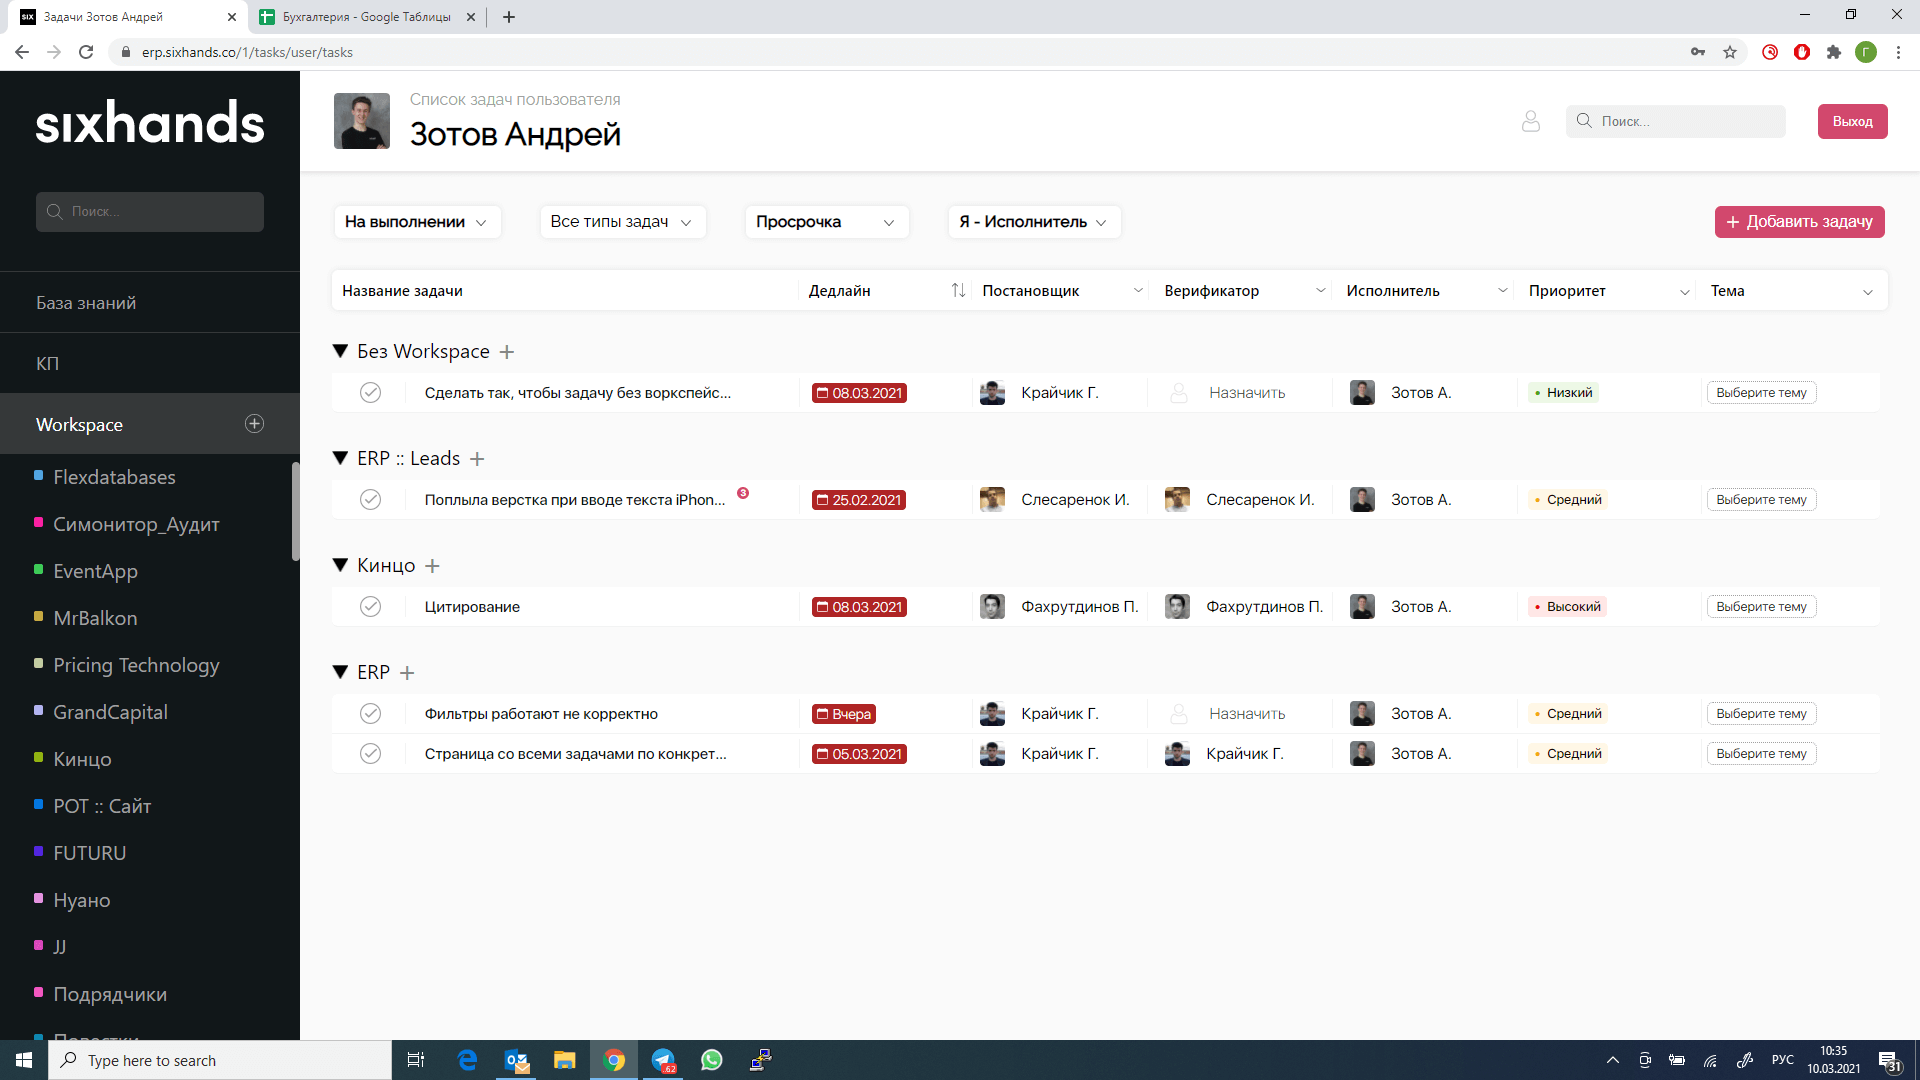 Задачи Зотов Андрей
Бухгалтерия - Google Таблицы
erp.sixhands.co/1/tasks/user/tasks
Г
sixhands
Поиск...
База знаний
КП
Workspace
Flexdatabases
Симонитор_Аудит
EventApp
MrBalkon
Pricing Technology
GrandCapital
Кинцо
РОТ :: Сайт
FUTURU
Нуано
JJ
Подрядчики
Список задач пользователя
Зотов Андрей
Поиск...
Выход
На выполнении
Все типы задач
Просрочка
Я - Исполнитель
+ Добавить задачу
Название задачи Дедлайн Постановщик Верификатор Исполнитель Приоритет Тема
Без Workspace +
Сделать так, чтобы задачу без воркспейс... 08.03.2021 Крайчик Г. Назначить Зотов А. Низкий Выберите тему
ERP :: Leads +
Поплыла верстка при вводе текста iPhon... 3 25.02.2021 Слесаренок И. Слесаренок И. Зотов А. Средний Выберите тему
Кинцо +
Цитирование 08.03.2021 Фахрутдинов П. Фахрутдинов П. Зотов А. Высокий Выберите тему
ERP +
Фильтры работают не корректно Вчера Крайчик Г. Назначить Зотов А. Средний Выберите тему
Страница со всеми задачами по конкрет... 05.03.2021 Крайчик Г. Крайчик Г. Зотов А. Средний Выберите тему
Type here to search
62
РУС
10:35
10.03.2021
31